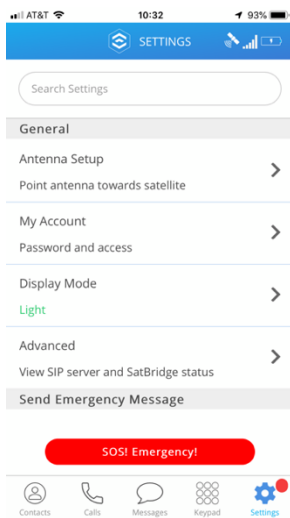 AT&T 10:32 93%
SETTINGS
Search Settings
General
Antenna Setup
Point antenna towards satellite
My Account
Password and access
Display Mode
Light
Advanced
View SIP server and SatBridge status
Send Emergency Message
SOS! Emergency!
Contacts Calls Messages Keypad Settings